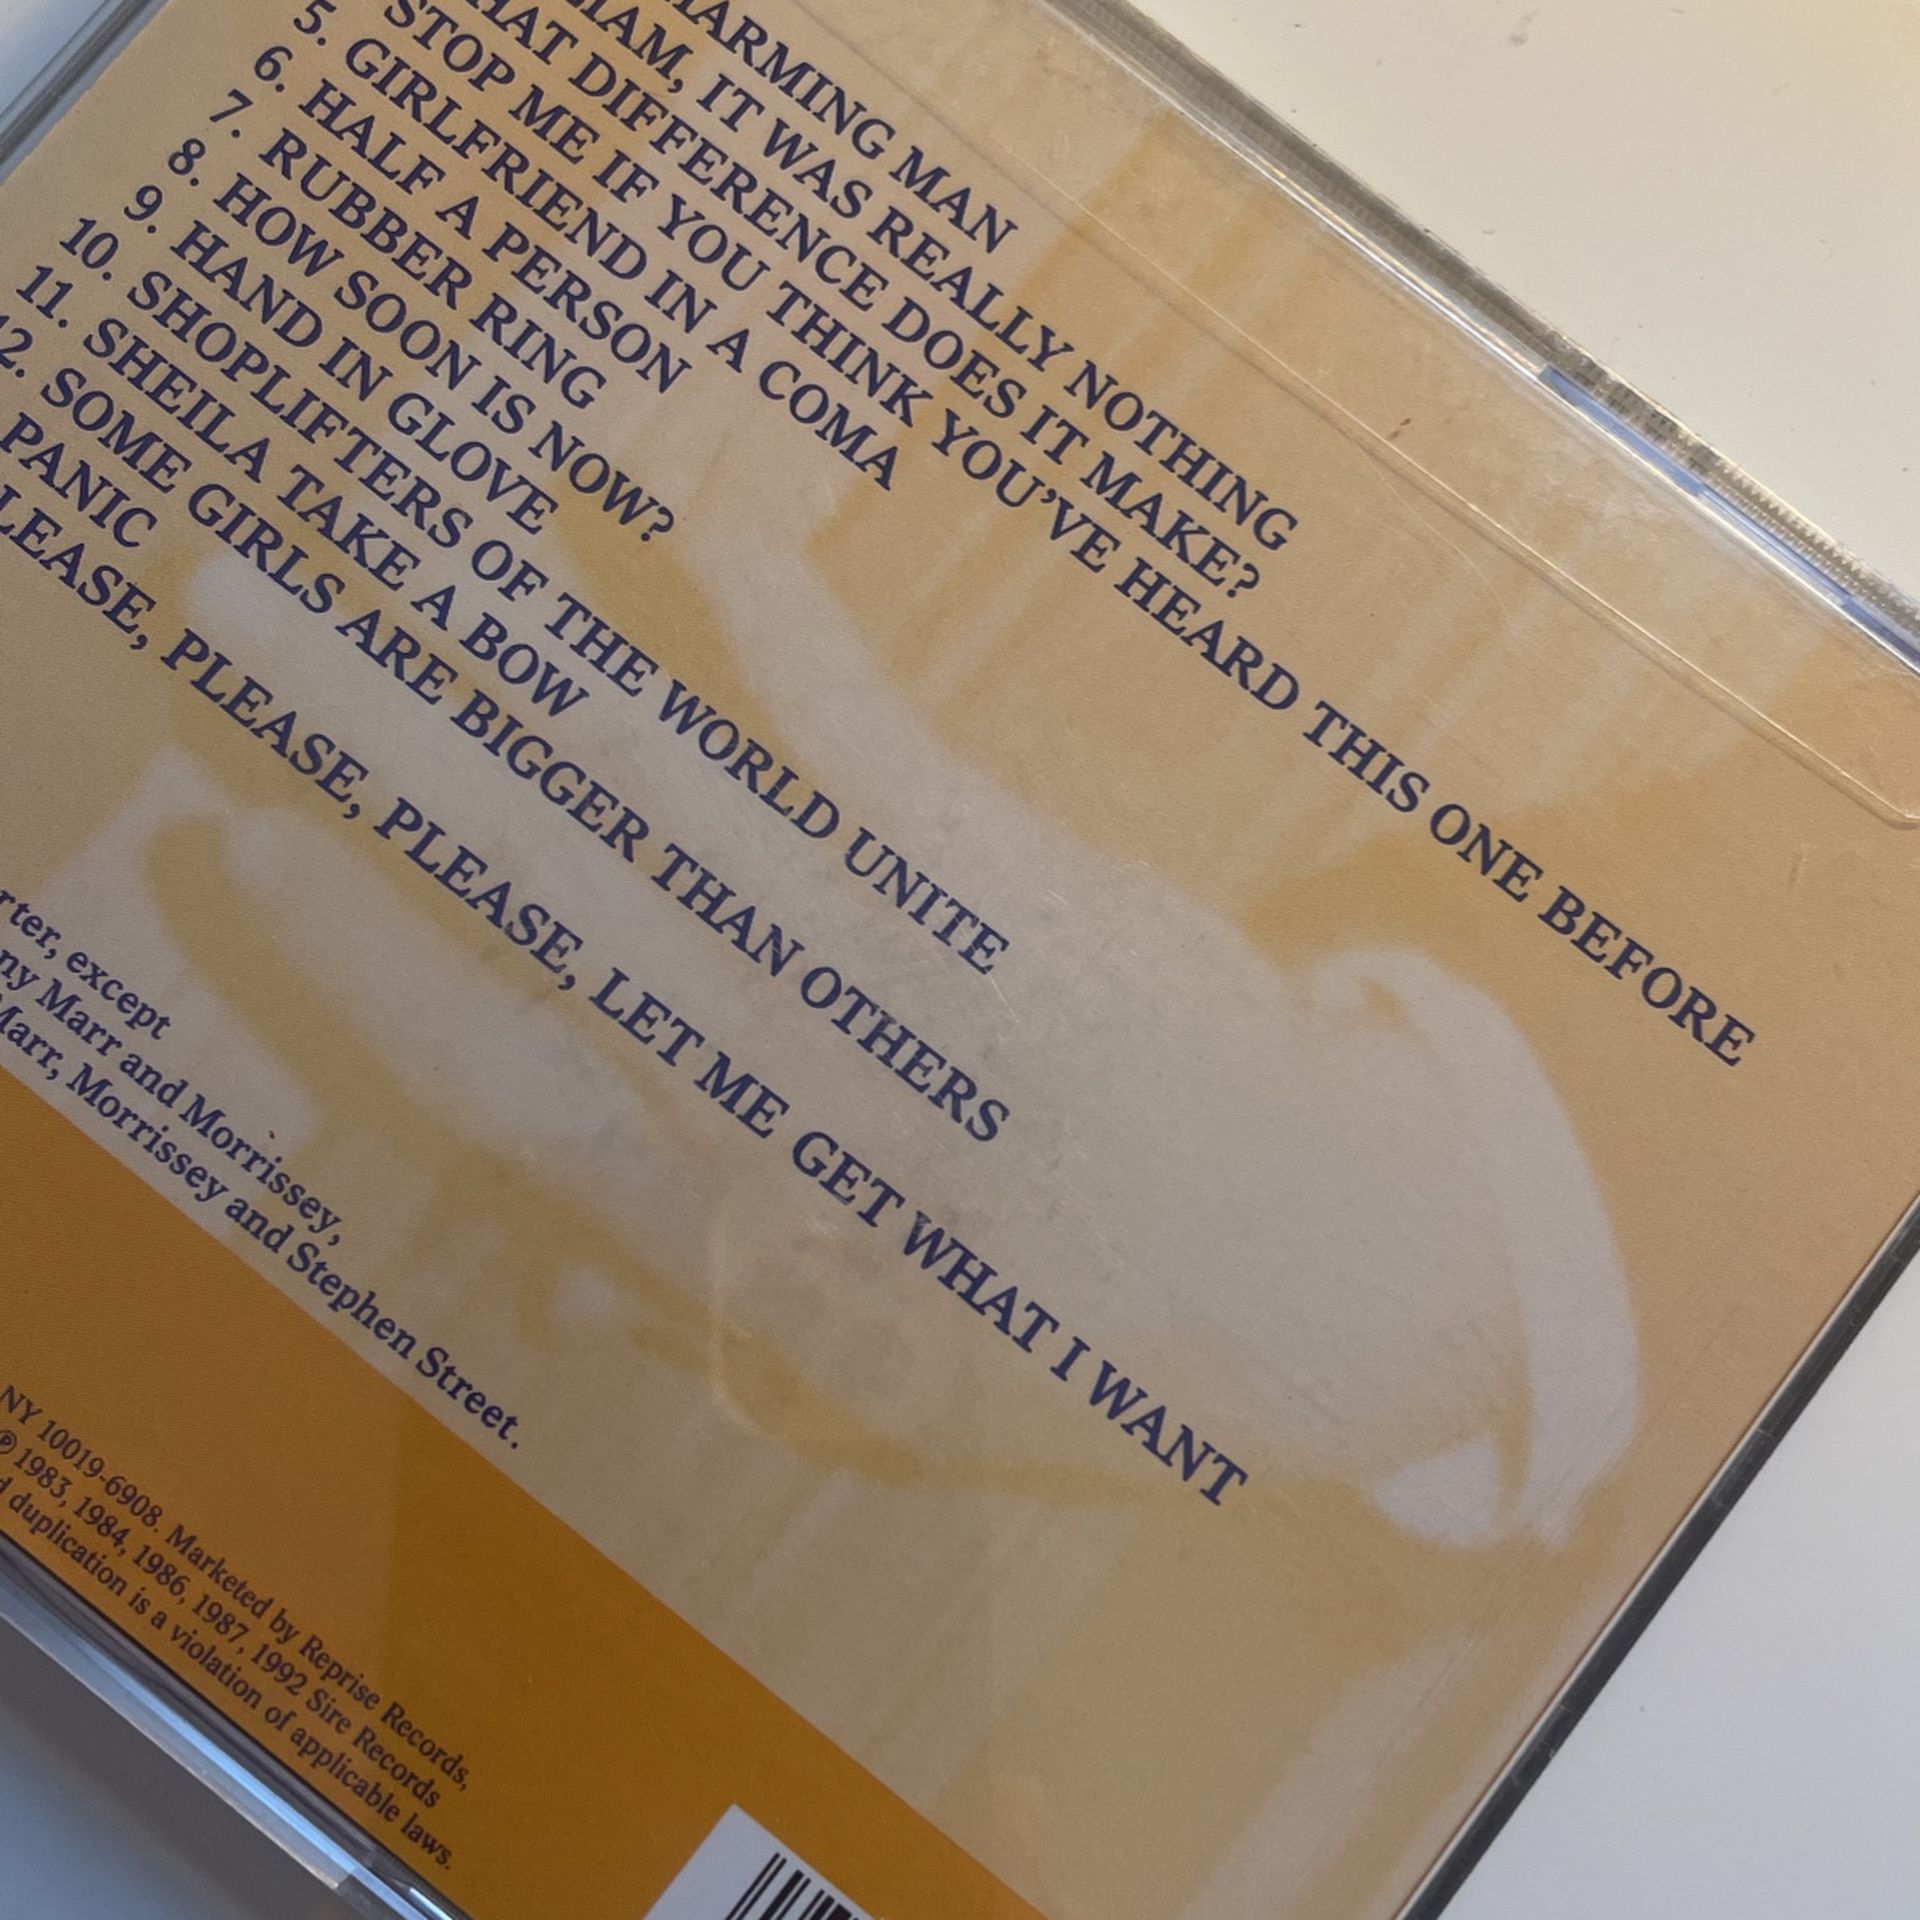 HARMING MAN
LIAM, IT WAS REALLY NOTHING
HAT DIFFERENCE DOES IT MAKE?
STOP ME IF YOU THINK YOU'VE HEARD THIS ONE BEFORE
5. GIRLFRIEND IN A COMA
6. HALF A PERSON
7. RUBBER RING
8. HOW SOON IS NOW?
9. HAND IN GLOVE
10. SHOPLIFTERS OF THE WORLD UNITE
11. SHEILA TAKE A BOW
12. SOME GIRLS ARE BIGGER THAN OTHERS
PANIC
LEASE, PLEASE, PLEASE, LET ME GET WHAT I WANT
rter, except
ny Marr and Morrissey,
Marr, Morrissey and Stephen Street.
NY 10019-6908. Marketed by Reprise Records,
℗ 1983, 1984, 1986, 1987, 1992 Sire Records
d duplication is a violation of applicable laws.